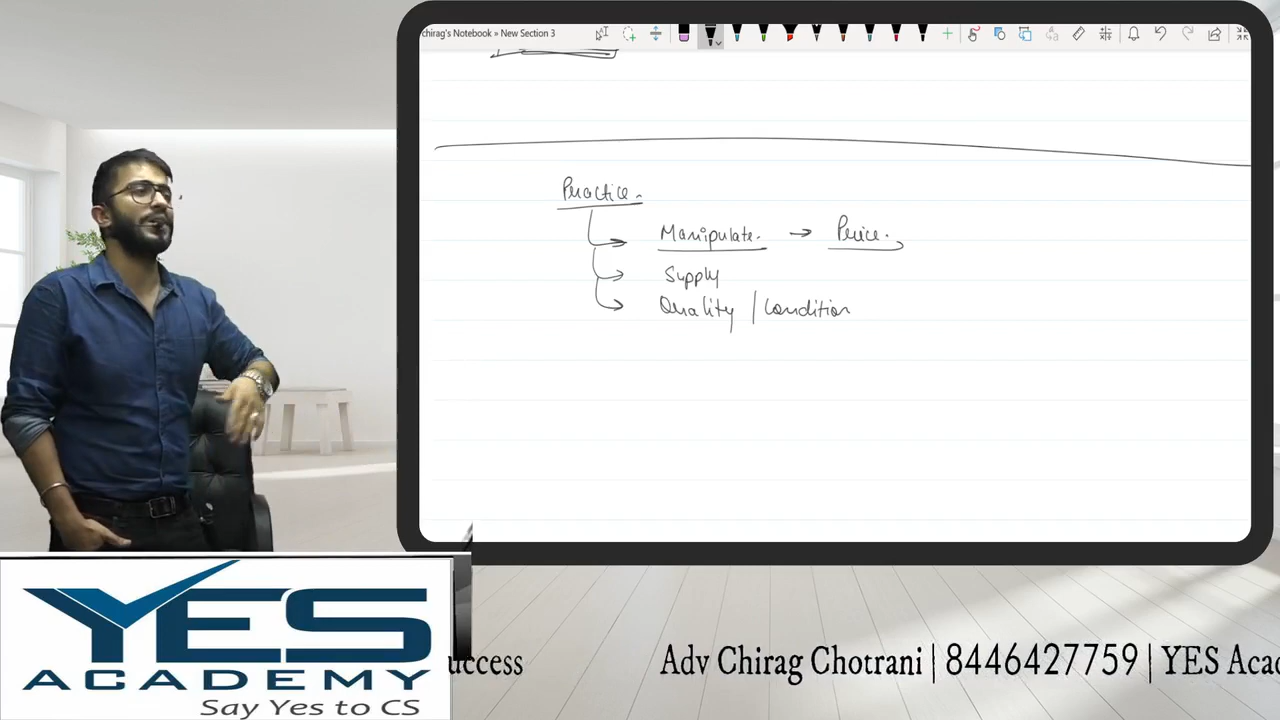 chirag's Notebook » New Section 3
Practice.
Manipulate. → Price.
Supply
Quality / Condition
YES
ACADEMY
Say Yes to CS
uccess
Adv Chirag Chotrani | 8446427759 | YES Acad